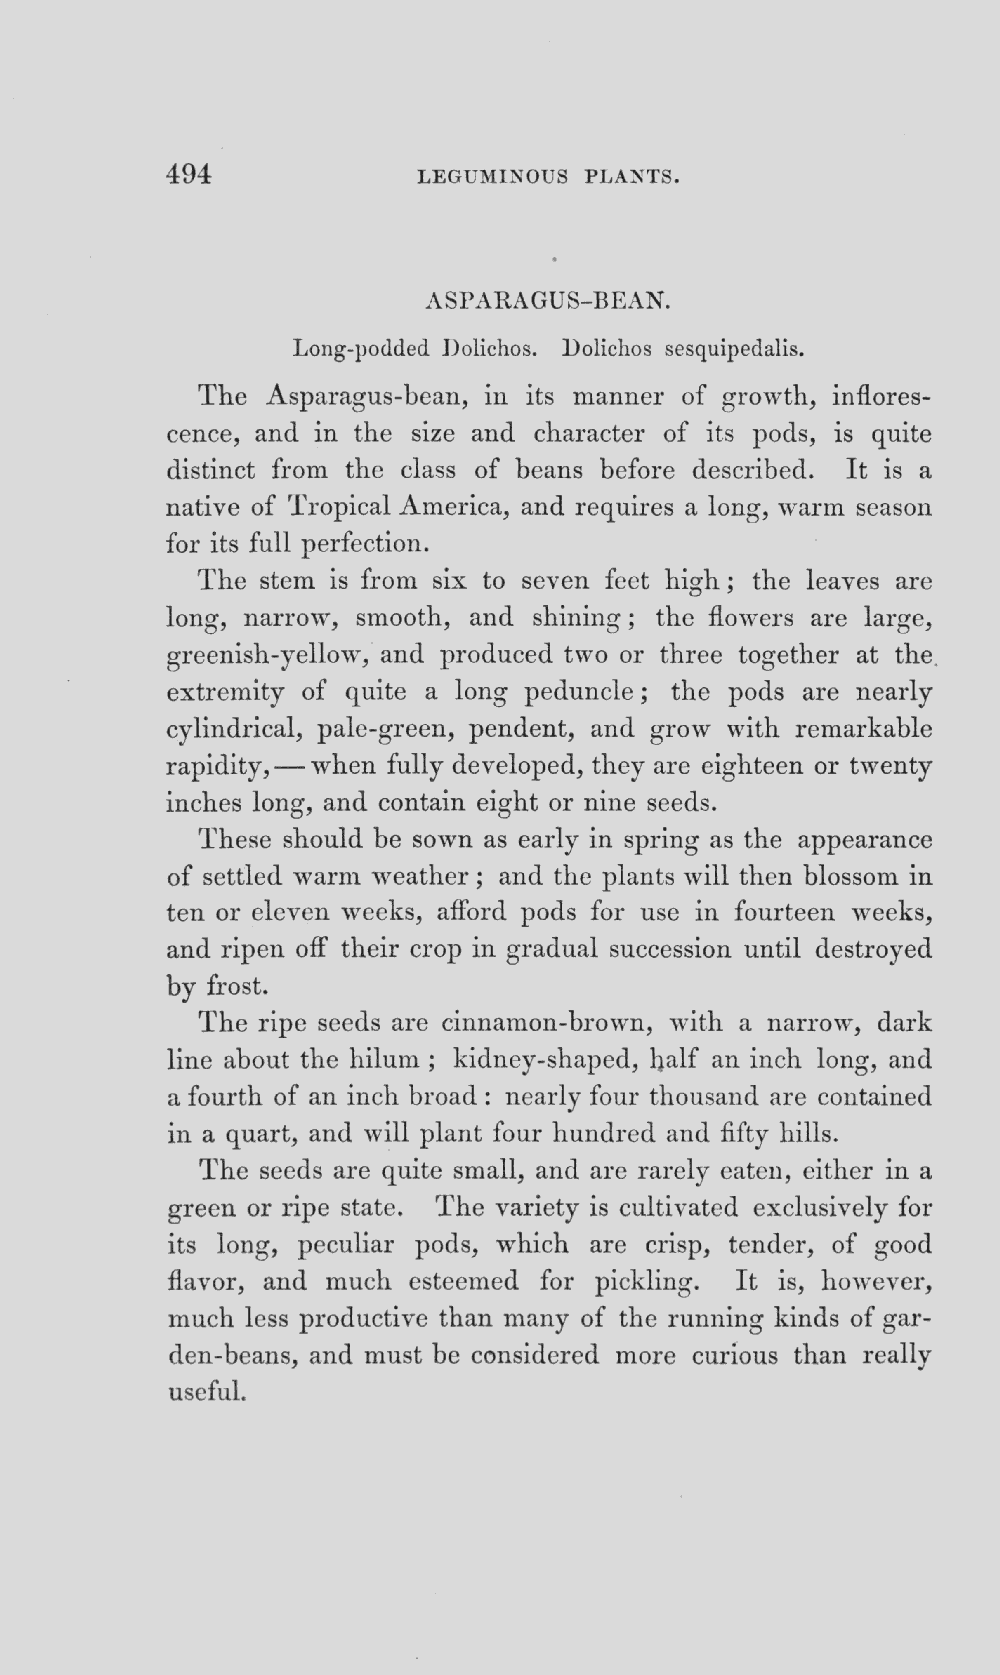 494 LEGUMINOUS PLANTS.
ASPARAGUS-BEAN.
Long-podded Dolichos. Dolichos sesquipedalis.
The Asparagus-bean, in its manner of growth, inflores-
cence, and in the size and character of its pods, is quite
distinct from the class of beans before described. It is a
native of Tropical America, and requires a long, warm season
for its full perfection.
The stem is from six to seven feet high; the leaves are
long, narrow, smooth, and shining; the flowers are large,
greenish-yellow, and produced two or three together at the
extremity of quite a long peduncle; the pods are nearly
cylindrical, pale-green, pendent, and grow with remarkable
rapidity,—when fully developed, they are eighteen or twenty
inches long, and contain eight or nine seeds.
These should be sown as early in spring as the appearance
of settled warm weather; and the plants will then blossom in
ten or eleven weeks, afford pods for use in fourteen weeks,
and ripen off their crop in gradual succession until destroyed
by frost.
The ripe seeds are cinnamon-brown, with a narrow, dark
line about the hilum; kidney-shaped, half an inch long, and
a fourth of an inch broad: nearly four thousand are contained
in a quart, and will plant four hundred and fifty hills.
The seeds are quite small, and are rarely eaten, either in a
green or ripe state. The variety is cultivated exclusively for
its long, peculiar pods, which are crisp, tender, of good
flavor, and much esteemed for pickling. It is, however,
much less productive than many of the running kinds of gar-
den-beans, and must be considered more curious than really
useful.